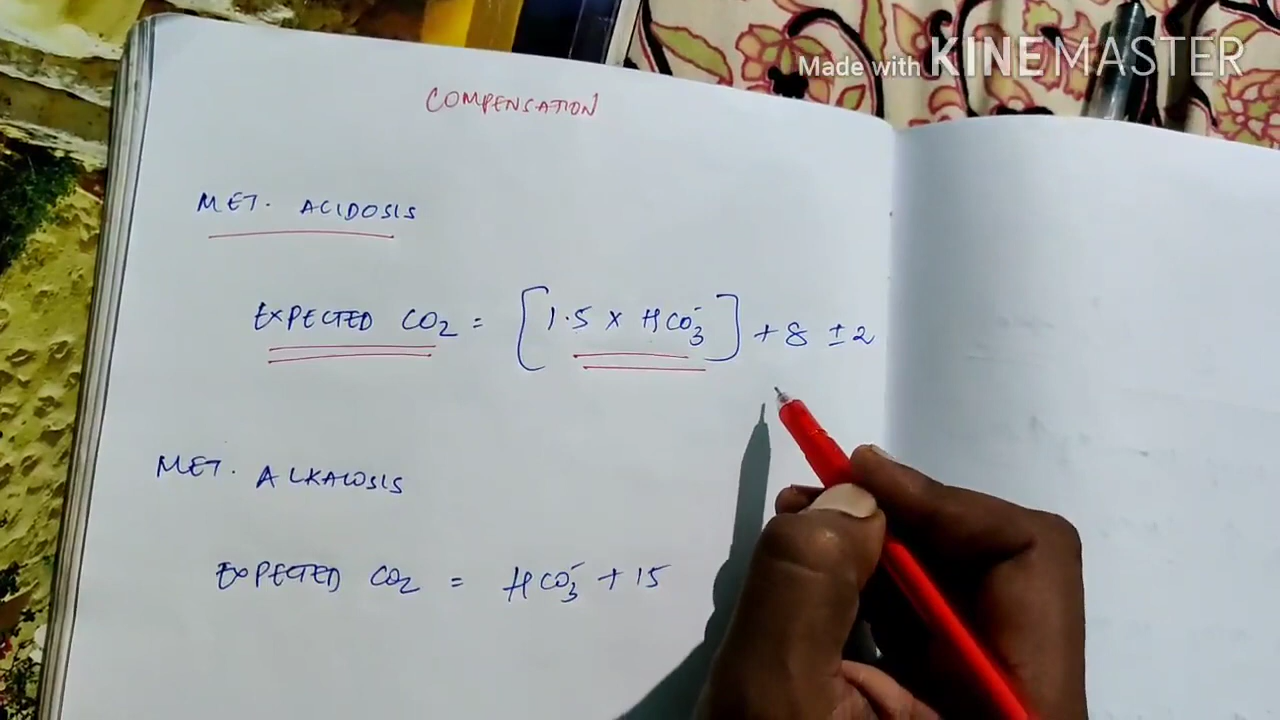 Made with KINEMASTER
COMPENSATION
MET. ACIDOSIS
EXPECTED CO₂ = [1.5 x HCO₃⁻] + 8 ± 2
MET. ALKALOSIS
EXPECTED CO₂ = HCO₃⁻ + 15